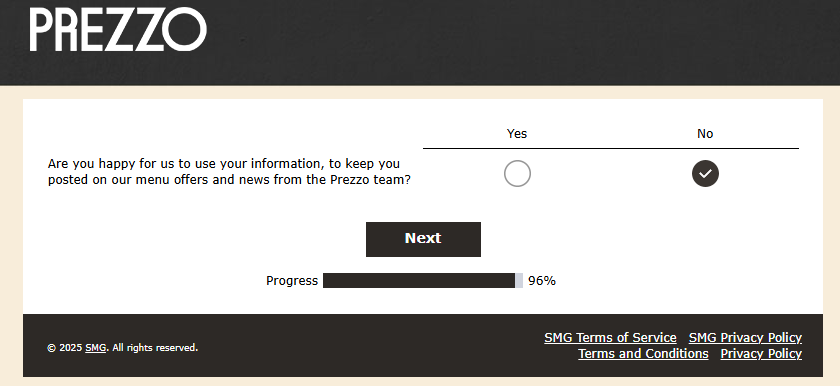 PREZZO
Yes No
Are you happy for us to use your information, to keep you
posted on our menu offers and news from the Prezzo team?
Next
Progress 96%
SMG Terms of Service SMG Privacy Policy
© 2025 SMG. All rights reserved.
Terms and Conditions Privacy Policy